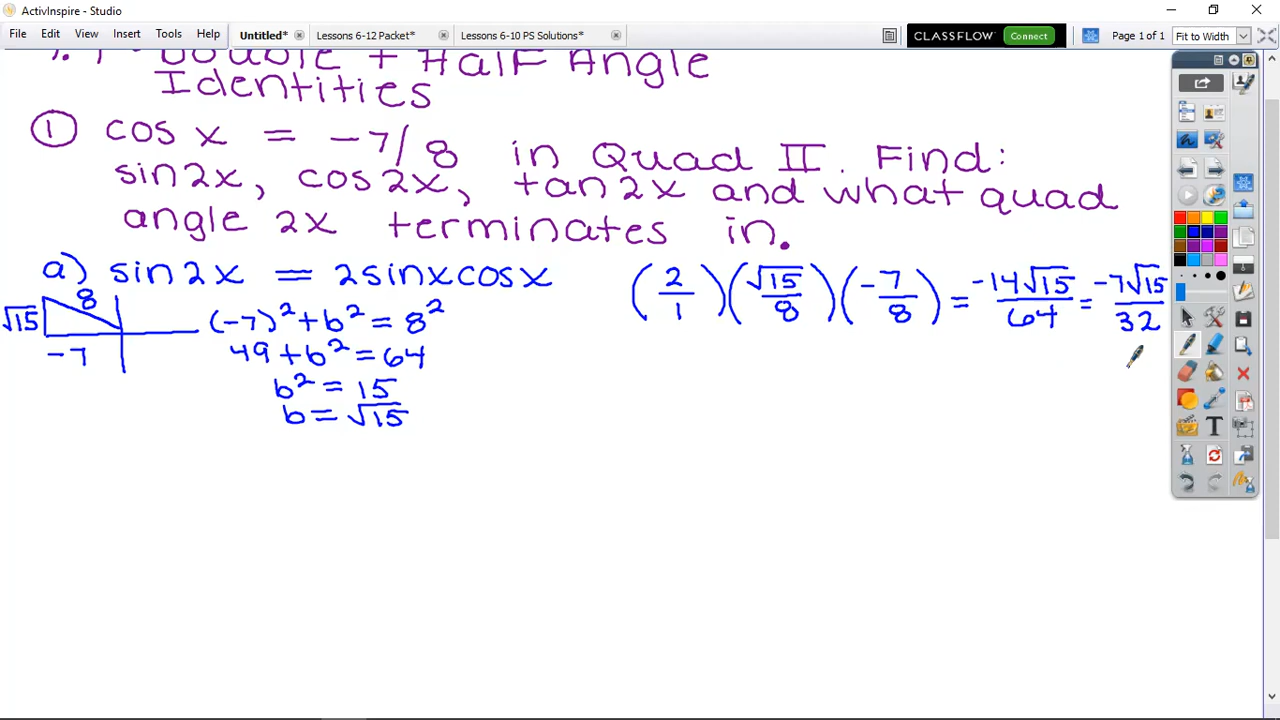 ActivInspire - Studio
File Edit View Insert Tools Help Untitled* Lessons 6-12 Packet* Lessons 6-10 PS Solutions* CLASSFLOW Connect Page 1 of 1 Fit to Width
Double + Half Angle
Identities
① cos x = -7/8 in Quad II. Find:
sin2x, cos2x, tan2x and what quad
angle 2x terminates in.
a) sin2x = 2sinxcosx (2/1)(√15/8)(-7/8) = -14√15/64 = -7√15/32
8
√15
-7
(-7)² + b² = 8²
49 + b² = 64
b² = 15
b = √15